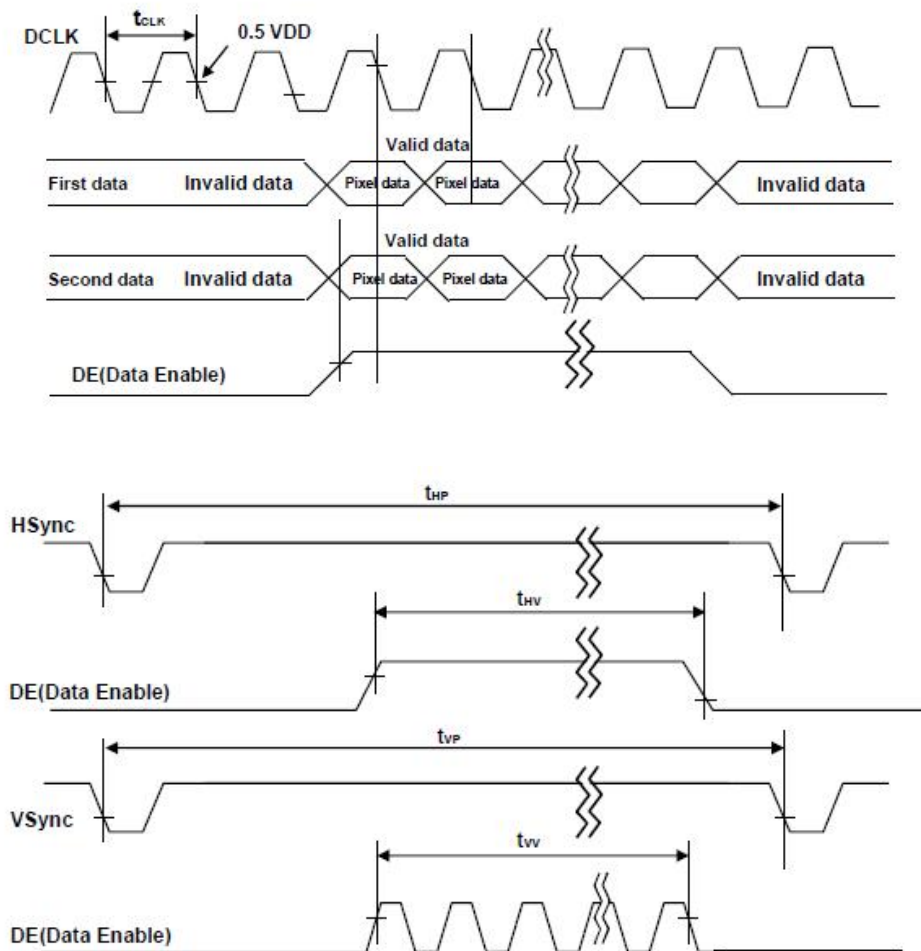 tCLK
DCLK
0.5 VDD
Valid data
First data Invalid data Pixel data Pixel data Invalid data
Valid data
Second data Invalid data Pixel data Pixel data Invalid data
DE(Data Enable)
tHP
HSync
tHV
DE(Data Enable)
tVP
VSync
tVV
DE(Data Enable)